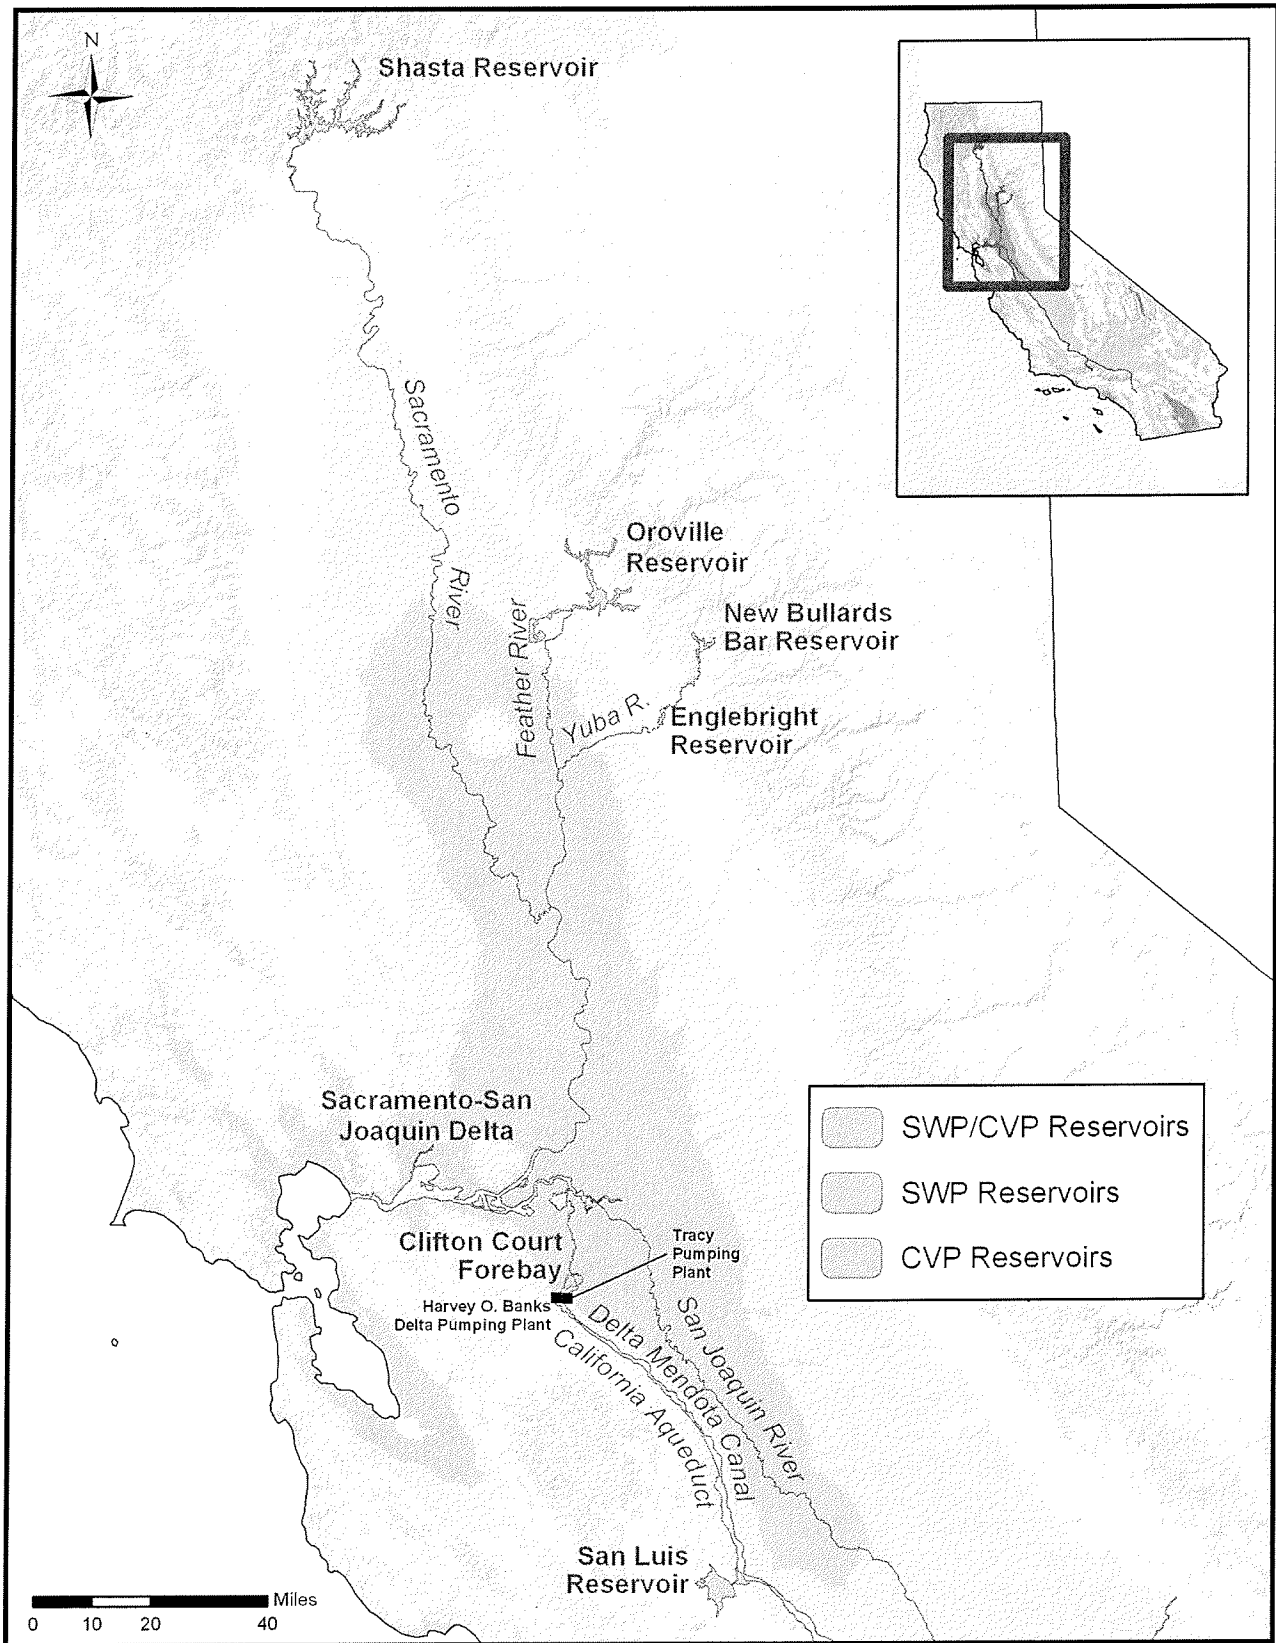 N
Shasta Reservoir
Sacramento
River
Oroville
Reservoir
New Bullards
Bar Reservoir
Feather River
Yuba R.
Englebright
Reservoir
Sacramento-San
Joaquin Delta
SWP/CVP Reservoirs
SWP Reservoirs
CVP Reservoirs
Clifton Court
Forebay
Tracy
Pumping
Plant
Harvey O. Banks
Delta Pumping Plant
San Joaquin River
Delta Mendota Canal
California Aqueduct
San Luis
Reservoir
Miles
0 10 20 40